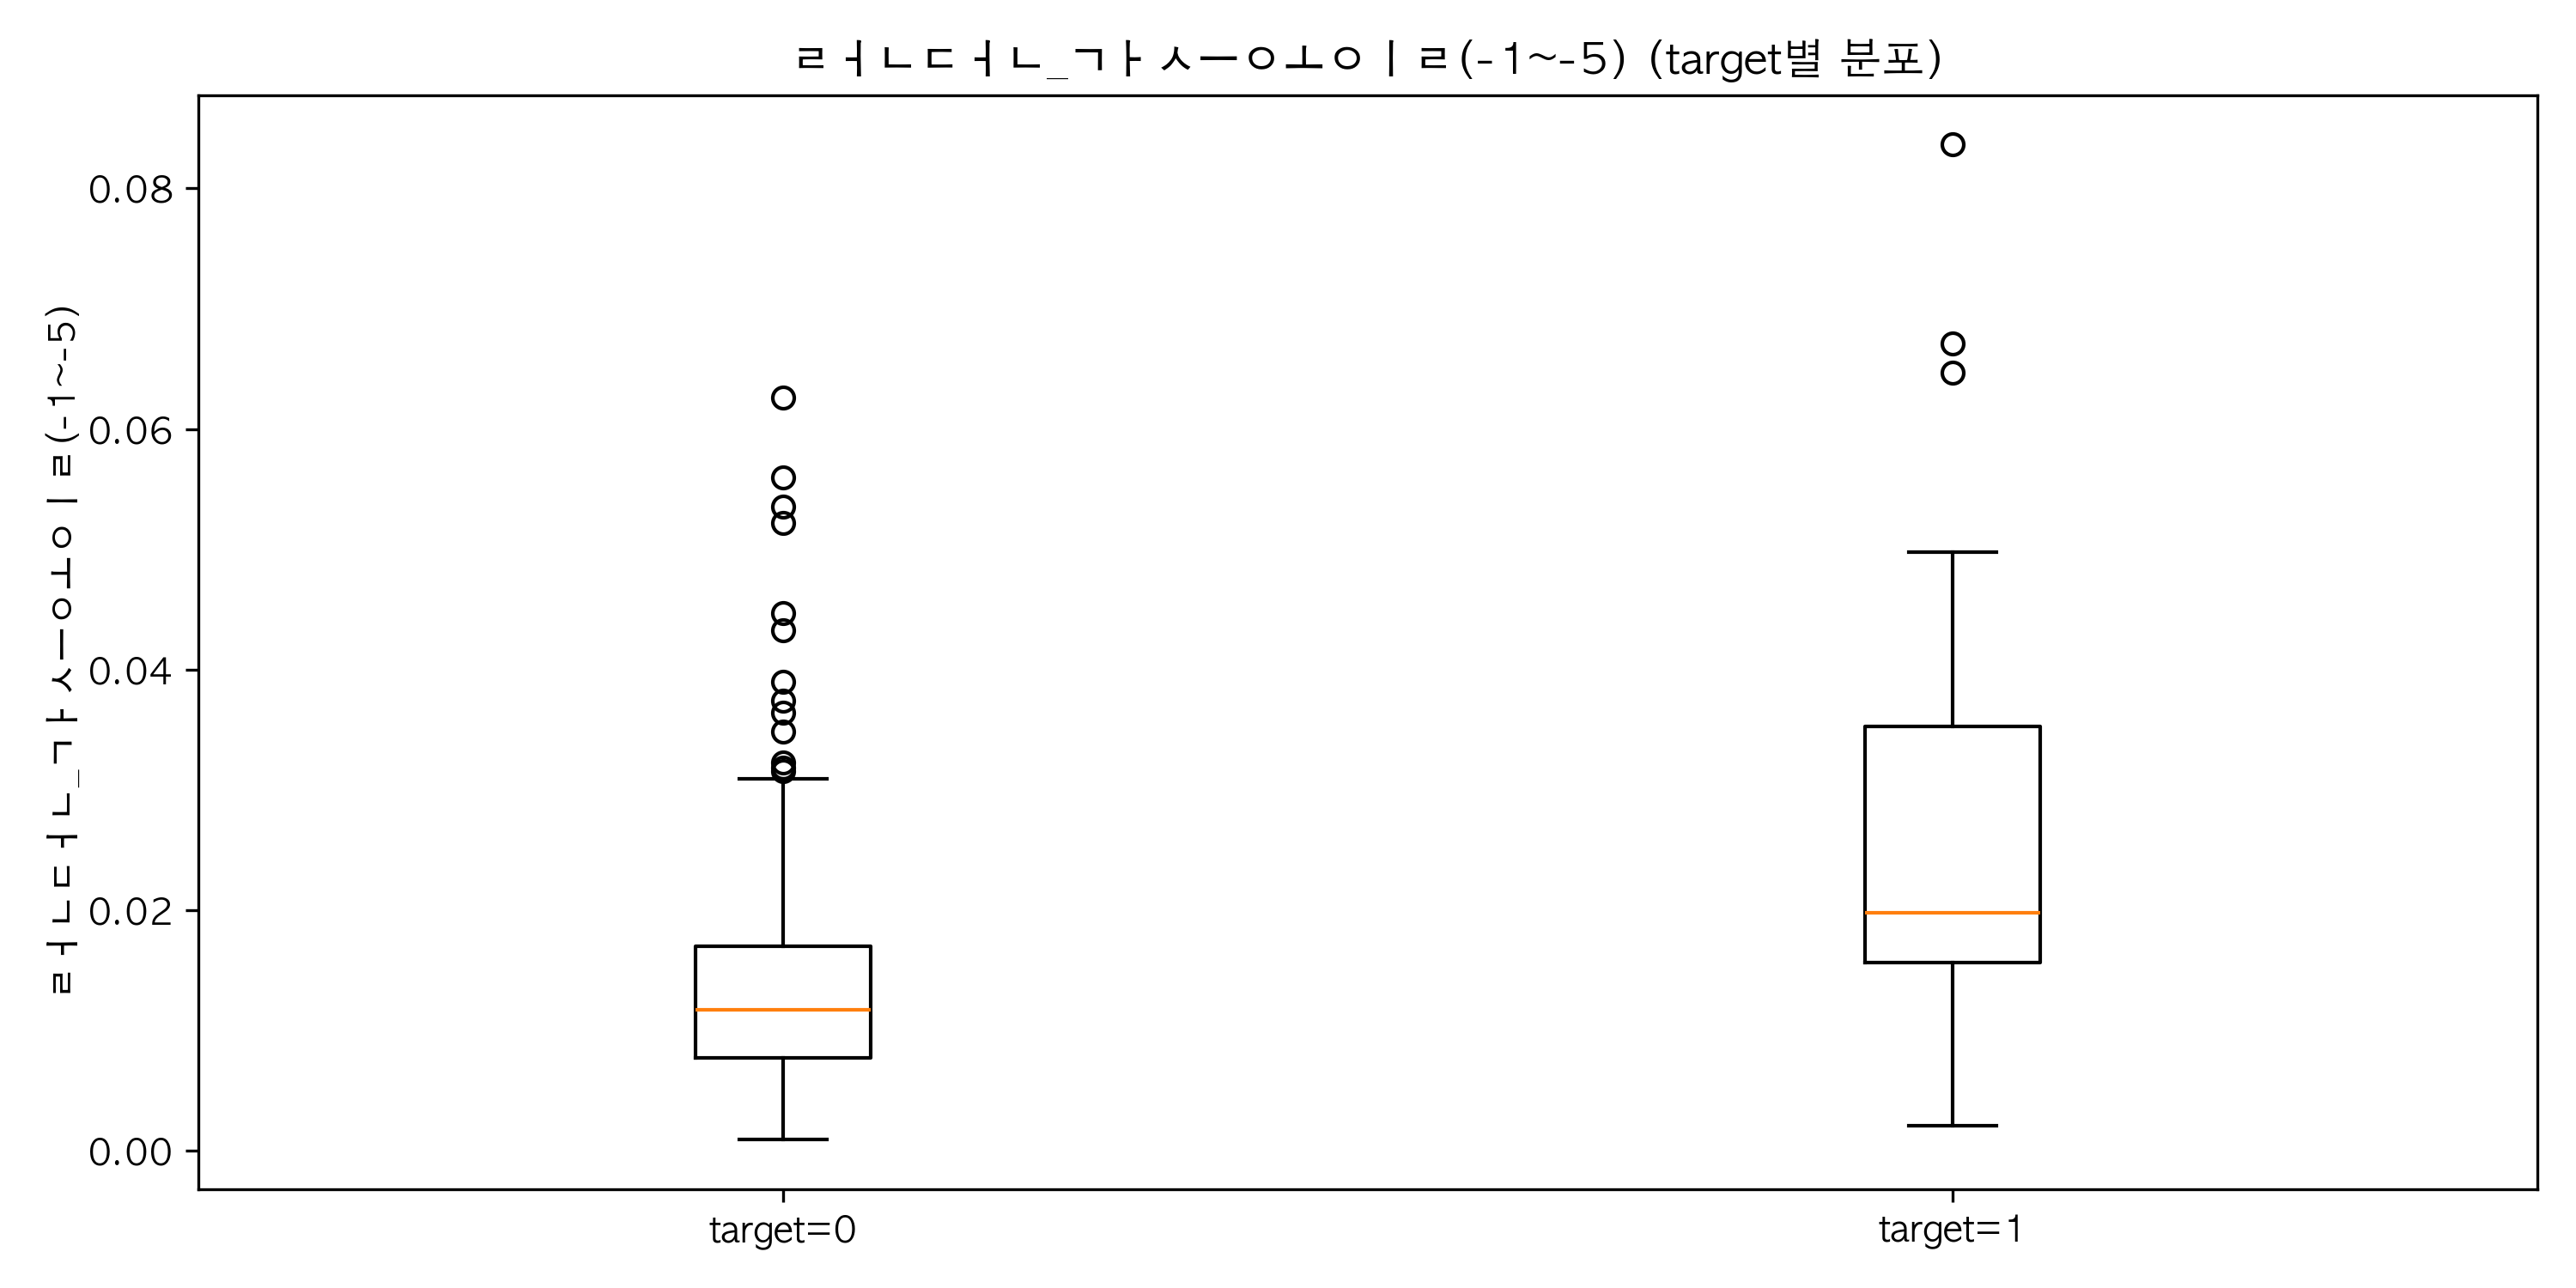 ㄹㅓㄴㄷㅓㄴ_ㄱㅏㅅㅡㅇㅗㅇㅣㄹ(-1~-5) (target별 분포)
ㄹㅓㄴㄷㅓㄴ_ㄱㅏㅅㅡㅇㅗㅇㅣㄹ(-1~-5)
0.08
0.06
0.04
0.02
0.00
target=0
target=1